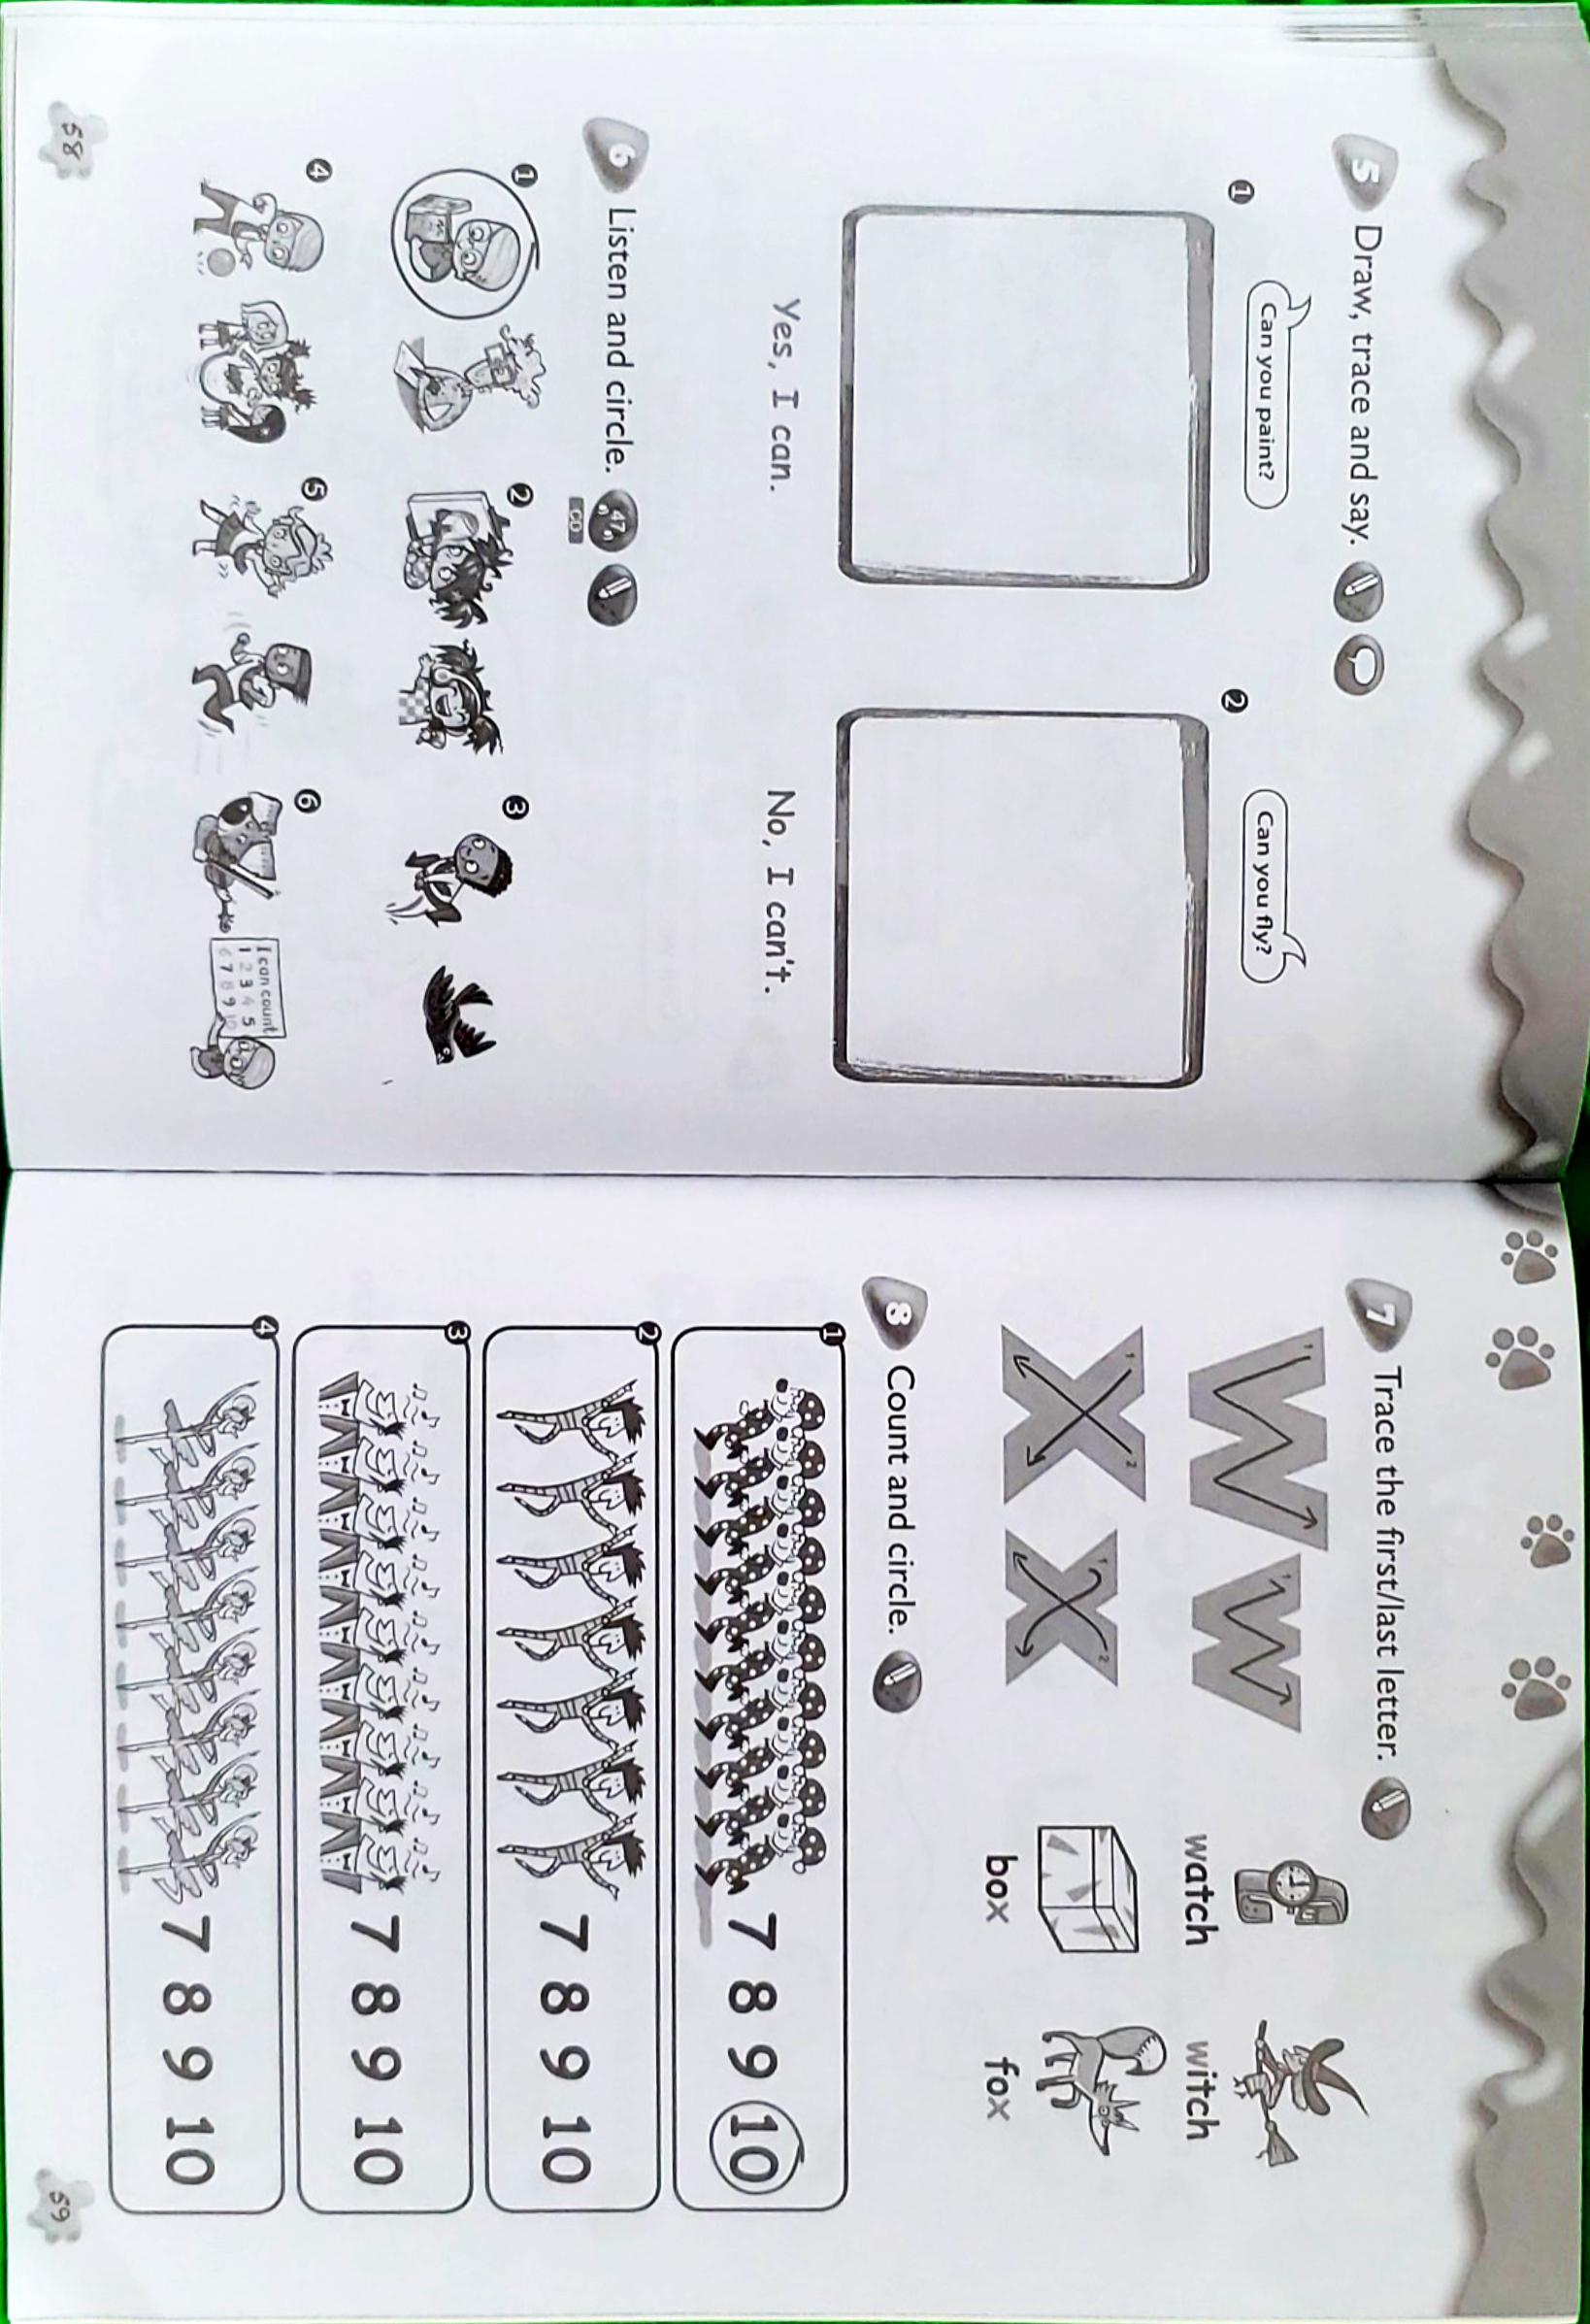 5 Draw, trace and say.
Can you paint?
1
Can you fly?
2
Yes, I can.
No, I can't.
6 Listen and circle. 47
CD
1
2
3
4
5
6
I can count
1 2 3 4 5
6 7 8 9 10
58
7 Trace the first/last letter.
W w
watch witch
X x
box fox
8 Count and circle.
1
7 8 9 10
2
7 8 9 10
3
7 8 9 10
4
7 8 9 10
59